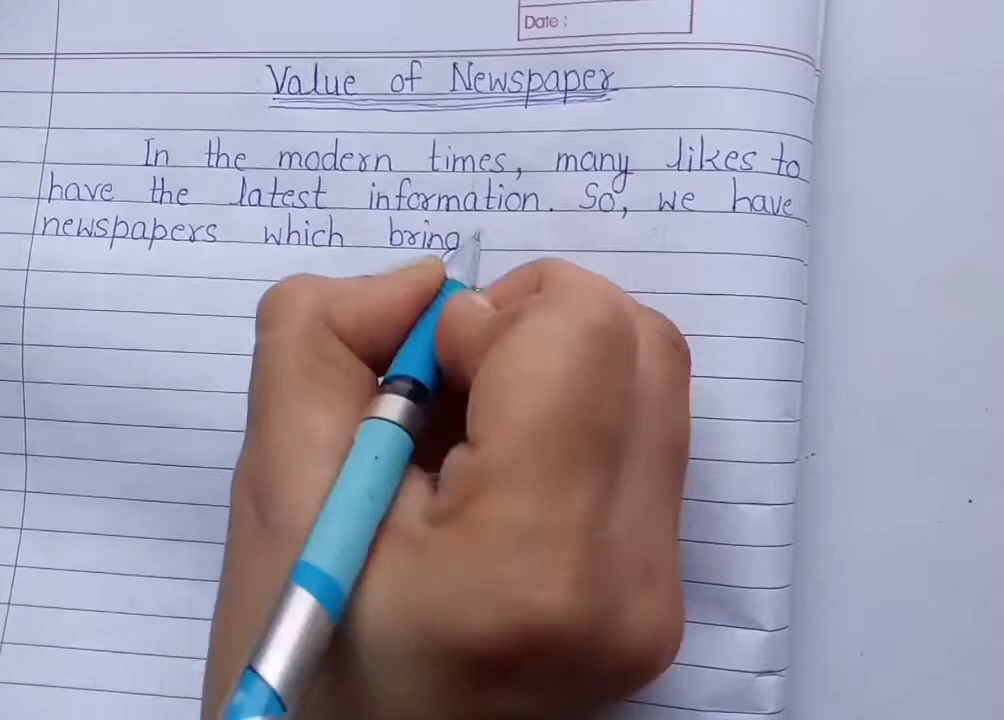 Date :
Value of Newspaper
In the modern times, many likes to
have the latest information. So, we have
newspapers which bring